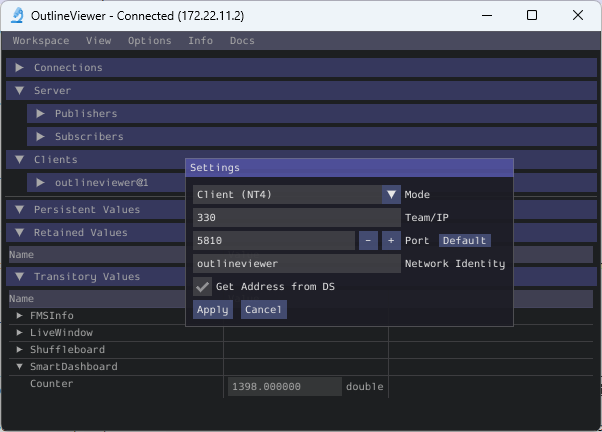 OutlineViewer - Connected (172.22.11.2)
Workspace View Options Info Docs
Connections
Server
Publishers
Subscribers
Clients
outlineviewer@1
Persistent Values
Retained Values
Name
Transitory Values
Name
FMSInfo
LiveWindow
Shuffleboard
SmartDashboard
Counter 1398.000000 double
Settings
Client (NT4) Mode
330 Team/IP
5810 - + Port Default
outlineviewer Network Identity
Get Address from DS
Apply Cancel